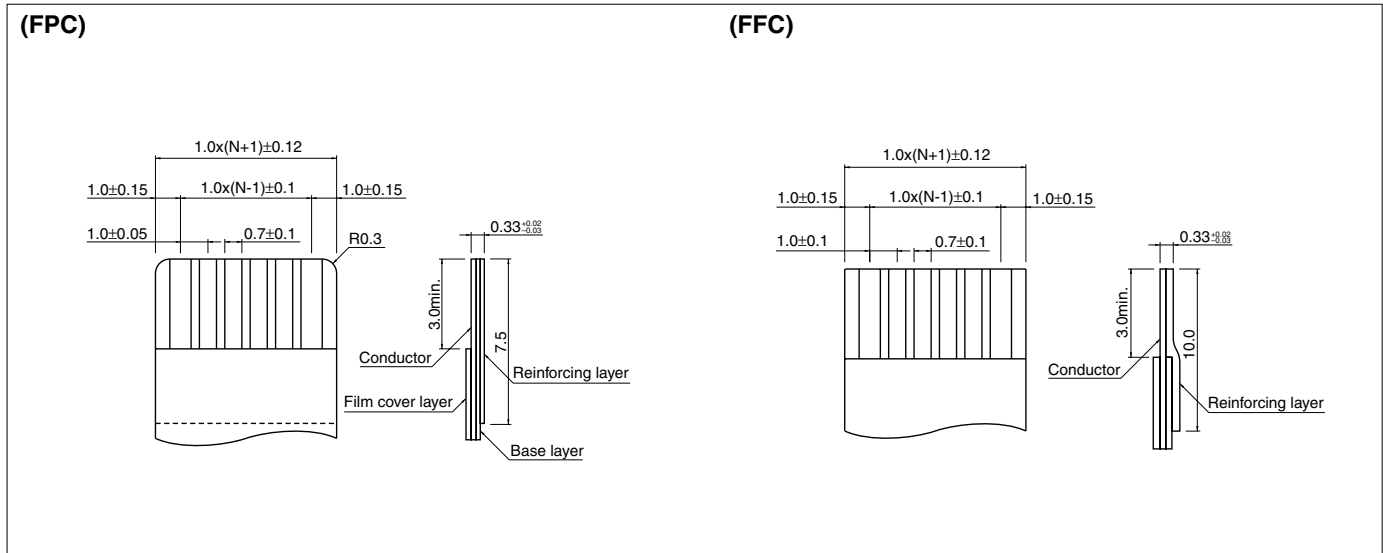 (FPC)
1.0x(N+1)±0.12
1.0±0.15
1.0x(N-1)±0.1
1.0±0.15
1.0±0.05
0.7±0.1
R0.3
0.33 +0.02 -0.03
3.0min.
7.5
Conductor
Reinforcing layer
Film cover layer
Base layer
(FFC)
1.0x(N+1)±0.12
1.0±0.15
1.0x(N-1)±0.1
1.0±0.15
1.0±0.1
0.7±0.1
0.33 +0.02 -0.03
3.0min.
10.0
Conductor
Reinforcing layer